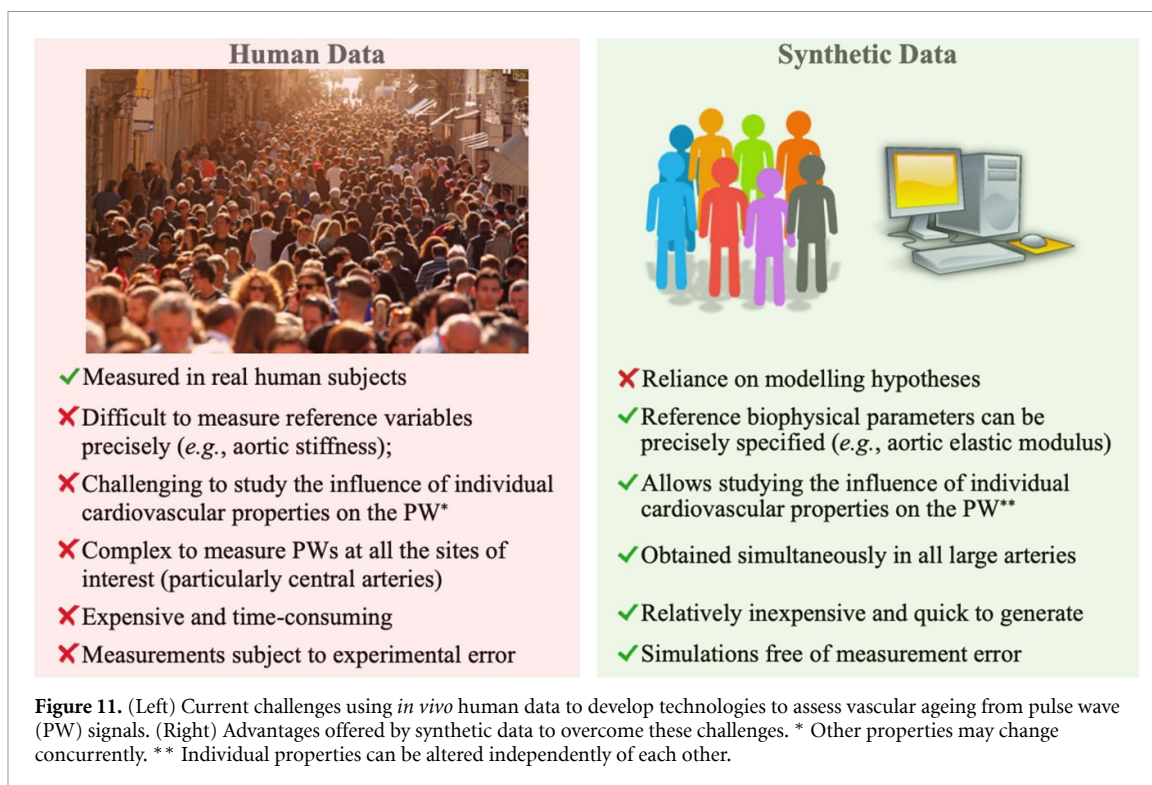 Human Data
✓ Measured in real human subjects
✗ Difficult to measure reference variables
precisely (e.g., aortic stiffness);
✗ Challenging to study the influence of individual
cardiovascular properties on the PW*
✗ Complex to measure PWs at all the sites of
interest (particularly central arteries)
✗ Expensive and time-consuming
✗ Measurements subject to experimental error
Synthetic Data
✗ Reliance on modelling hypotheses
✓ Reference biophysical parameters can be
precisely specified (e.g., aortic elastic modulus)
✓ Allows studying the influence of individual
cardiovascular properties on the PW**
✓ Obtained simultaneously in all large arteries
✓ Relatively inexpensive and quick to generate
✓ Simulations free of measurement error
Figure 11. (Left) Current challenges using in vivo human data to develop technologies to assess vascular ageing from pulse wave
(PW) signals. (Right) Advantages offered by synthetic data to overcome these challenges. * Other properties may change
concurrently. ** Individual properties can be altered independently of each other.